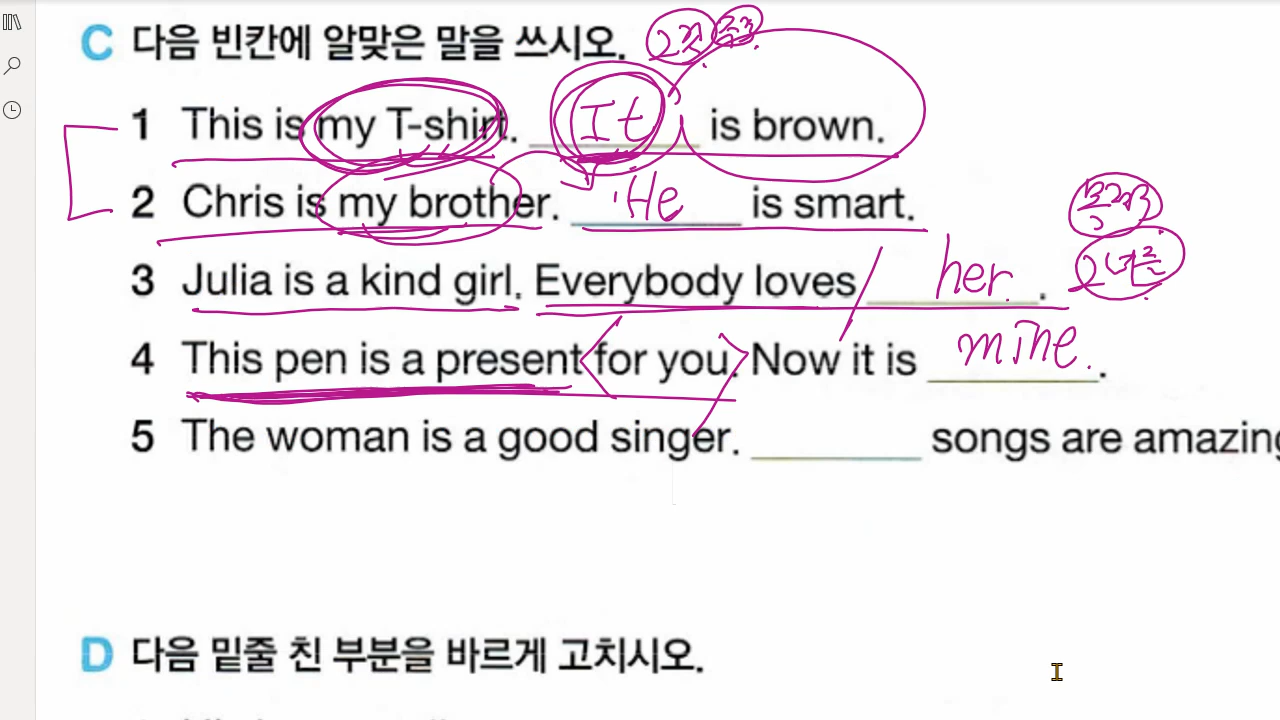 C 다음 빈칸에 알맞은 말을 쓰시오.
1 This is my T-shirt. It is brown.
2 Chris is my brother. He is smart.
3 Julia is a kind girl. Everybody loves her.
4 This pen is a present for you. Now it is mine.
5 The woman is a good singer. ______ songs are amazing
D 다음 밑줄 친 부분을 바르게 고치시오.